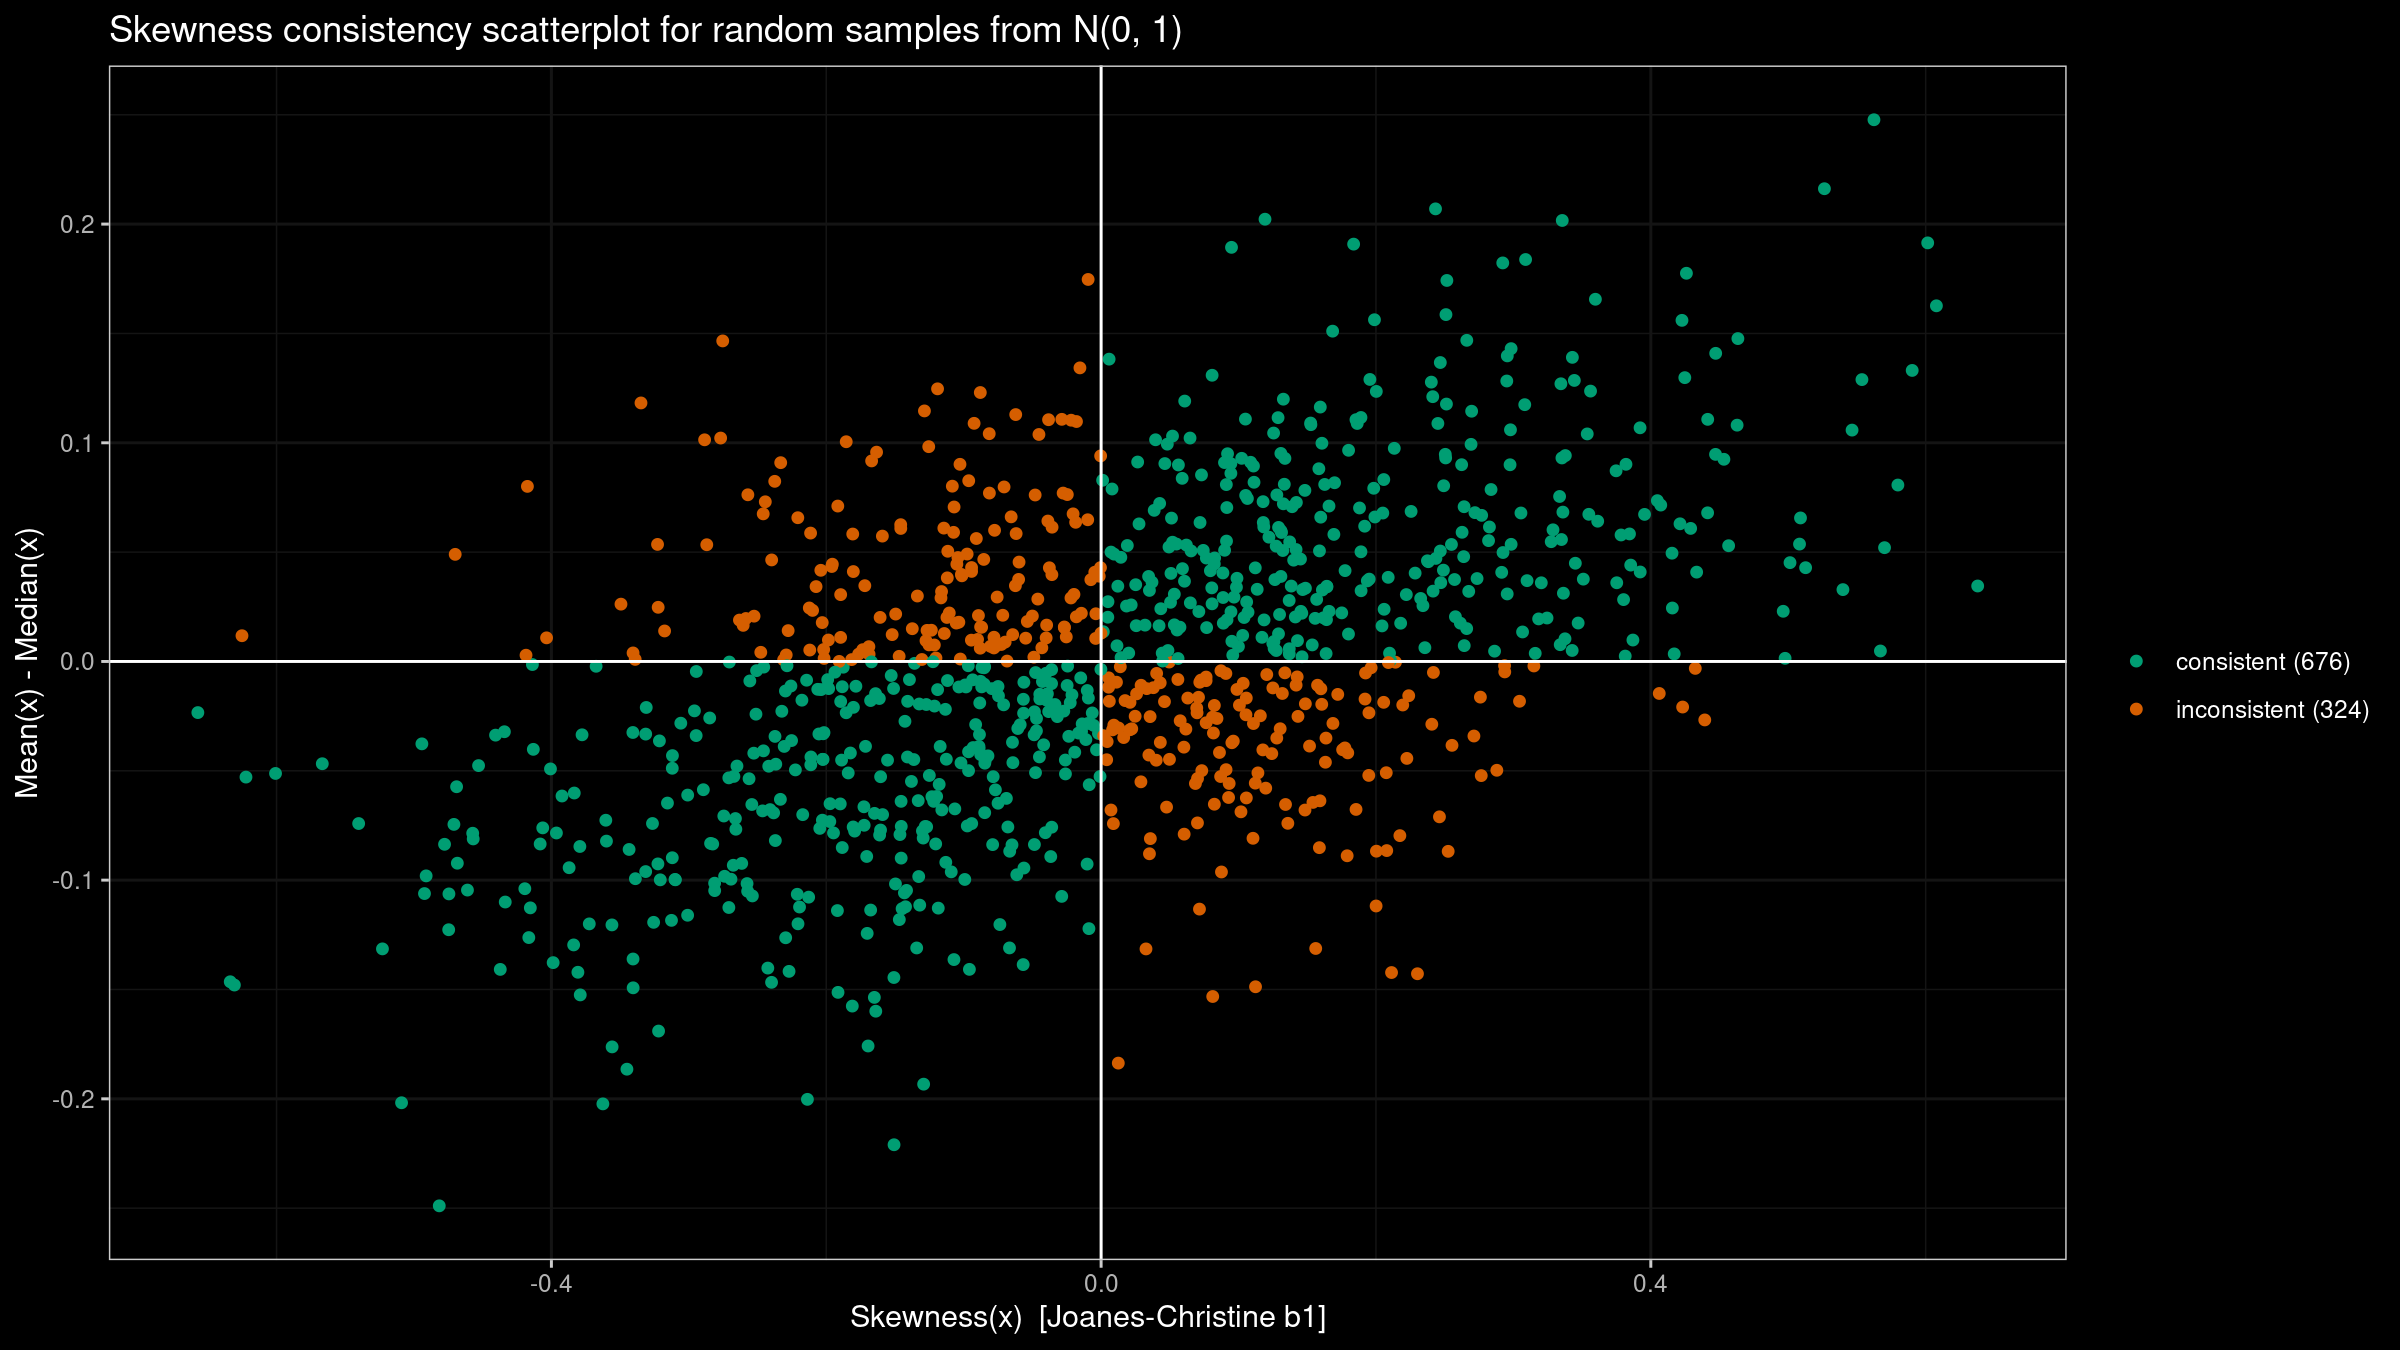 Skewness consistency scatterplot for random samples from N(0, 1)
Mean(x) - Median(x)
0.2
0.1
0.0
-0.1
-0.2
-0.4
0.0
0.4
Skewness(x) [Joanes-Christine b1]
consistent (676)
inconsistent (324)